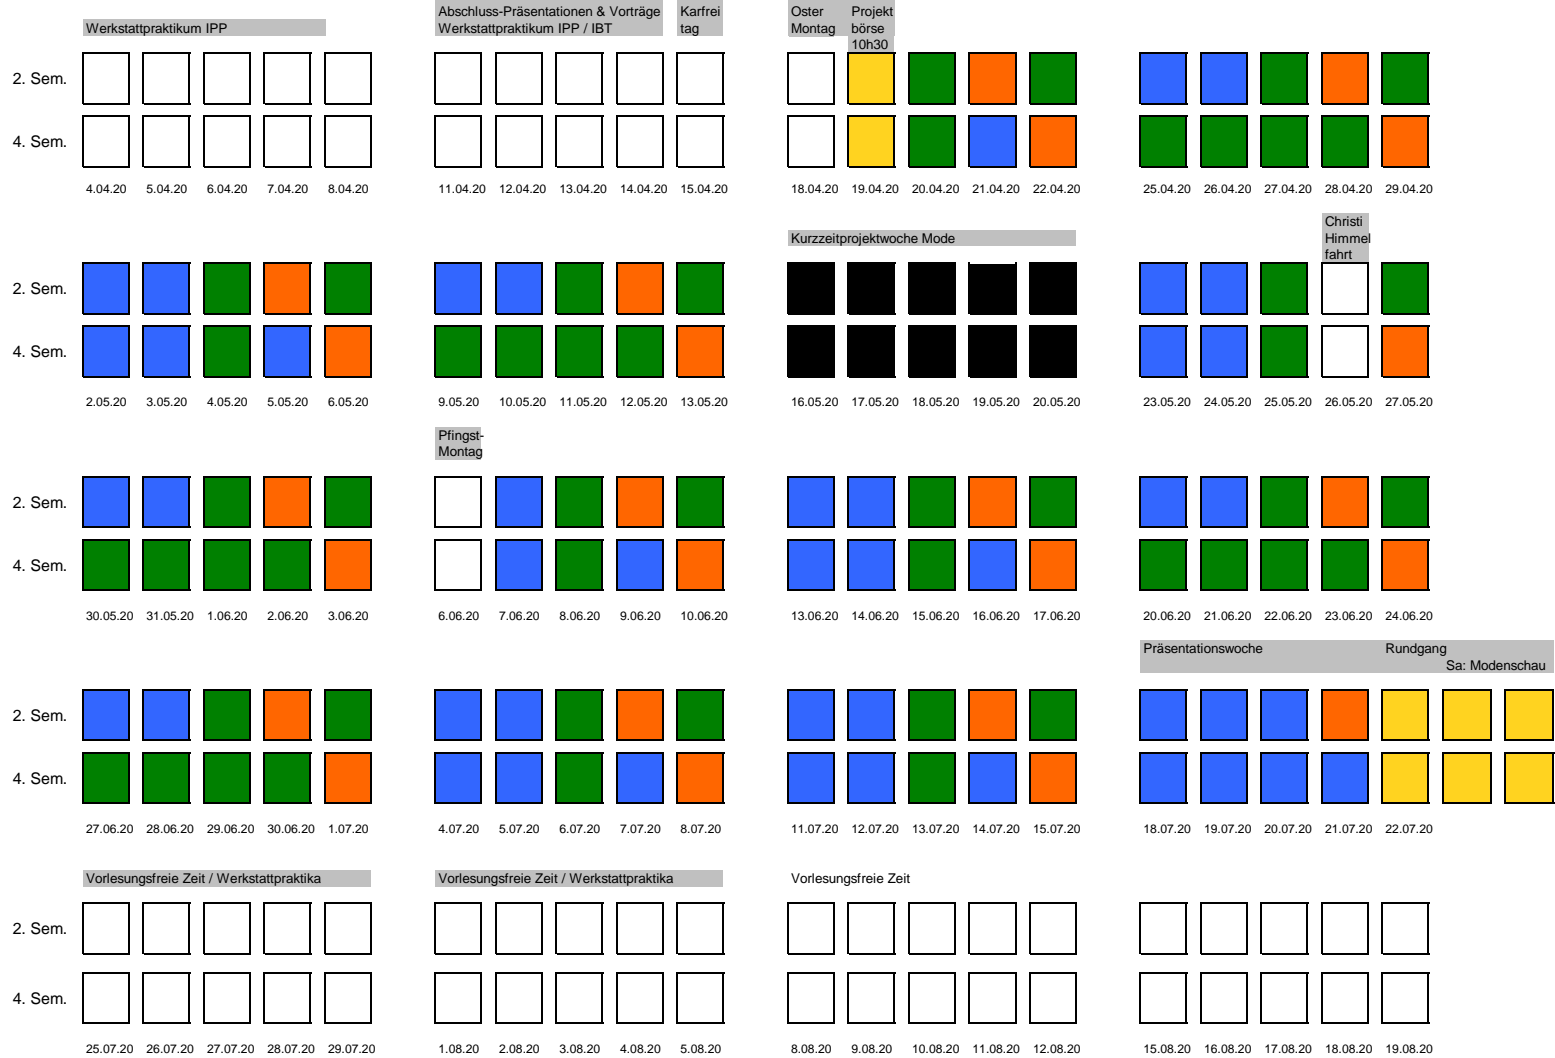 Abschluss-Präsentationen & Vorträge Karfrei Oster Projekt
Werkstattpraktikum IPP Werkstattpraktikum IPP / IBT tag Montag börse
10h30
2. Sem.
4. Sem.
4.04.20 5.04.20 6.04.20 7.04.20 8.04.20 11.04.20 12.04.20 13.04.20 14.04.20 15.04.20 18.04.20 19.04.20 20.04.20 21.04.20 22.04.20 25.04.20 26.04.20 27.04.20 28.04.20 29.04.20
Christi
Kurzzeitprojektwoche Mode Himmel
fahrt
2. Sem.
4. Sem.
2.05.20 3.05.20 4.05.20 5.05.20 6.05.20 9.05.20 10.05.20 11.05.20 12.05.20 13.05.20 16.05.20 17.05.20 18.05.20 19.05.20 20.05.20 23.05.20 24.05.20 25.05.20 26.05.20 27.05.20
Pfingst-
Montag
2. Sem.
4. Sem.
30.05.20 31.05.20 1.06.20 2.06.20 3.06.20 6.06.20 7.06.20 8.06.20 9.06.20 10.06.20 13.06.20 14.06.20 15.06.20 16.06.20 17.06.20 20.06.20 21.06.20 22.06.20 23.06.20 24.06.20
Präsentationswoche Rundgang
Sa: Modenschau
2. Sem.
4. Sem.
27.06.20 28.06.20 29.06.20 30.06.20 1.07.20 4.07.20 5.07.20 6.07.20 7.07.20 8.07.20 11.07.20 12.07.20 13.07.20 14.07.20 15.07.20 18.07.20 19.07.20 20.07.20 21.07.20 22.07.20
Vorlesungsfreie Zeit / Werkstattpraktika Vorlesungsfreie Zeit / Werkstattpraktika Vorlesungsfreie Zeit
2. Sem.
4. Sem.
25.07.20 26.07.20 27.07.20 28.07.20 29.07.20 1.08.20 2.08.20 3.08.20 4.08.20 5.08.20 8.08.20 9.08.20 10.08.20 11.08.20 12.08.20 15.08.20 16.08.20 17.08.20 18.08.20 19.08.20